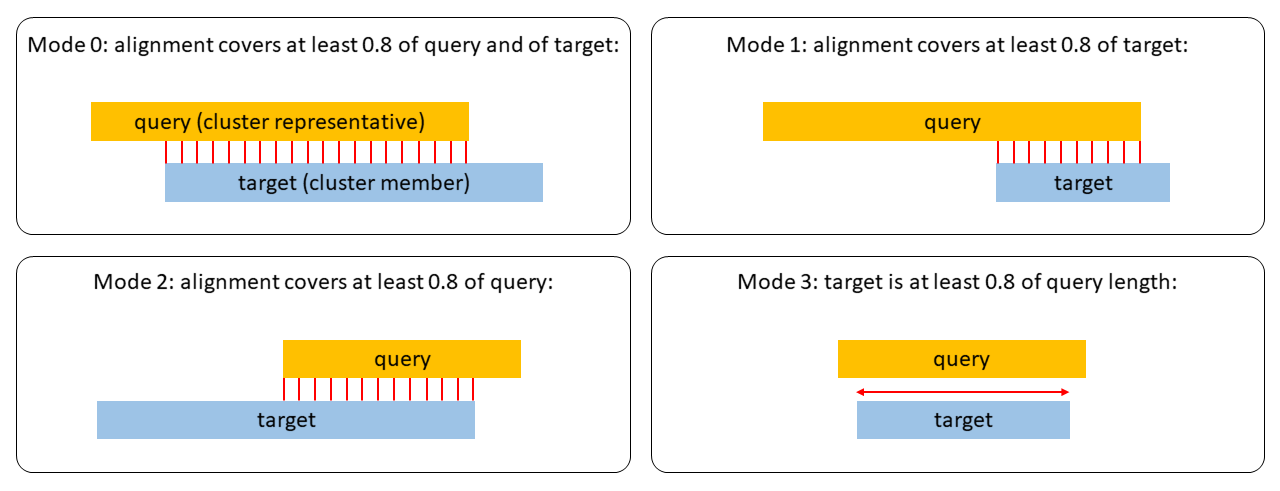 Mode 0: alignment covers at least 0.8 of query and of target:
query (cluster representative)
target (cluster member)
Mode 1: alignment covers at least 0.8 of target:
query
target
Mode 2: alignment covers at least 0.8 of query:
query
target
Mode 3: target is at least 0.8 of query length:
query
target